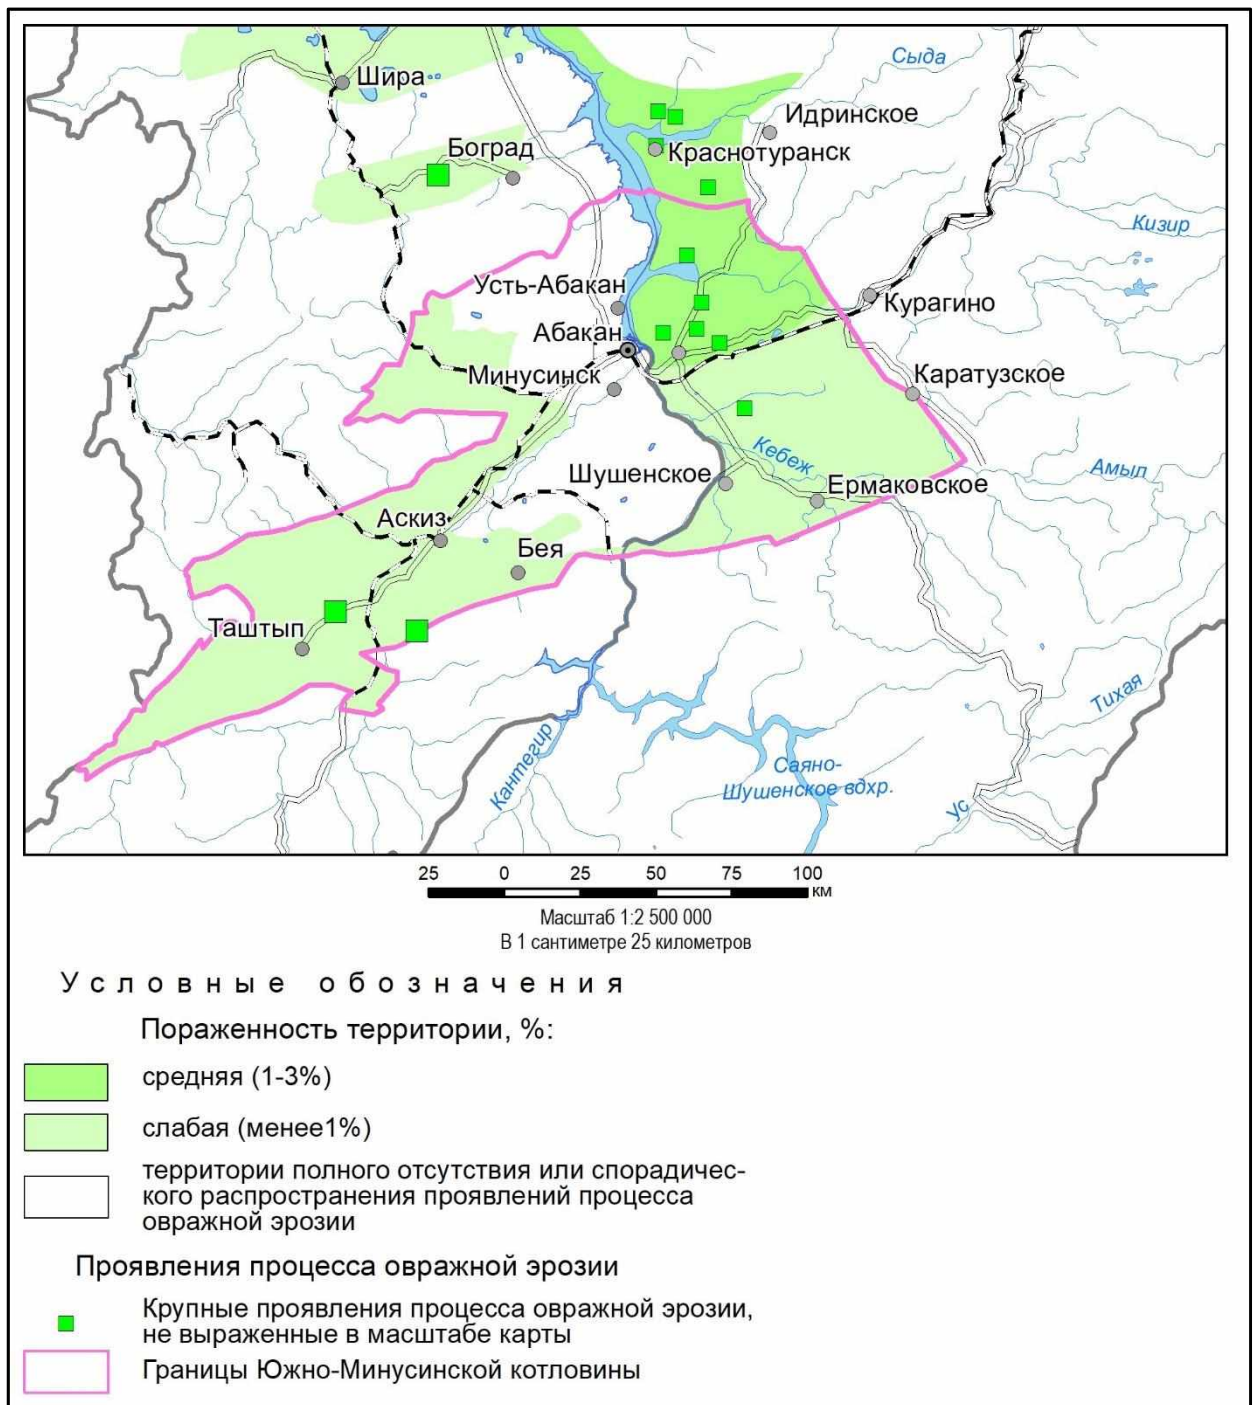 Сыда
Шира
Идринское
Боград
Краснотуранск
Кизир
Усть-Абакан
Курагино
Абакан
Минусинск
Каратузское
Кебеж
Амыл
Шушенское
Ермаковское
Аскиз
Бея
Таштып
Тихая
Кантегир
Саяно-
Шушенское вдхр.
Ус
25 0 25 50 75 100
км
Масштаб 1:2 500 000
В 1 сантиметре 25 километров
Условные обозначения
Пораженность территории, %:
средняя (1-3%)
слабая (менее1%)
территории полного отсутствия или спорадичес-
кого распространения проявлений процесса
овражной эрозии
Проявления процесса овражной эрозии
Крупные проявления процесса овражной эрозии,
не выраженные в масштабе карты
Границы Южно-Минусинской котловины